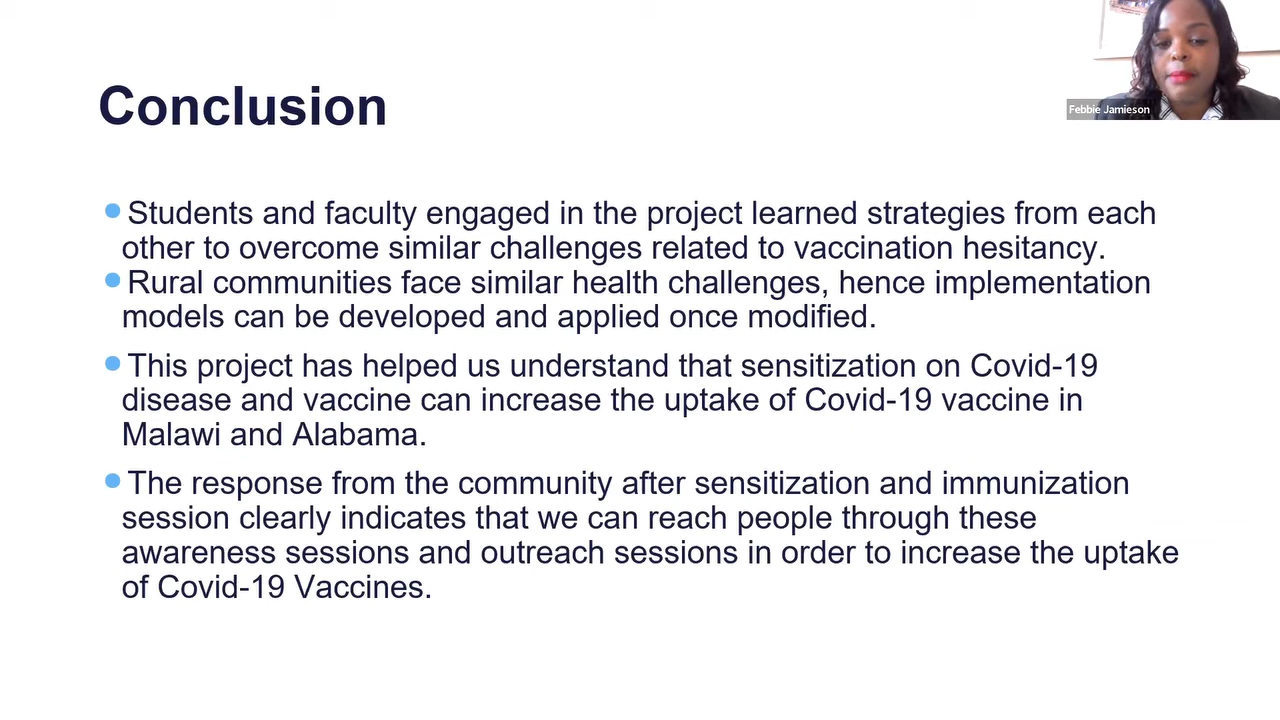 Febbie Jamieson
Conclusion
Students and faculty engaged in the project learned strategies from each
other to overcome similar challenges related to vaccination hesitancy.
Rural communities face similar health challenges, hence implementation
models can be developed and applied once modified.
This project has helped us understand that sensitization on Covid-19
disease and vaccine can increase the uptake of Covid-19 vaccine in
Malawi and Alabama.
The response from the community after sensitization and immunization
session clearly indicates that we can reach people through these
awareness sessions and outreach sessions in order to increase the uptake
of Covid-19 Vaccines.